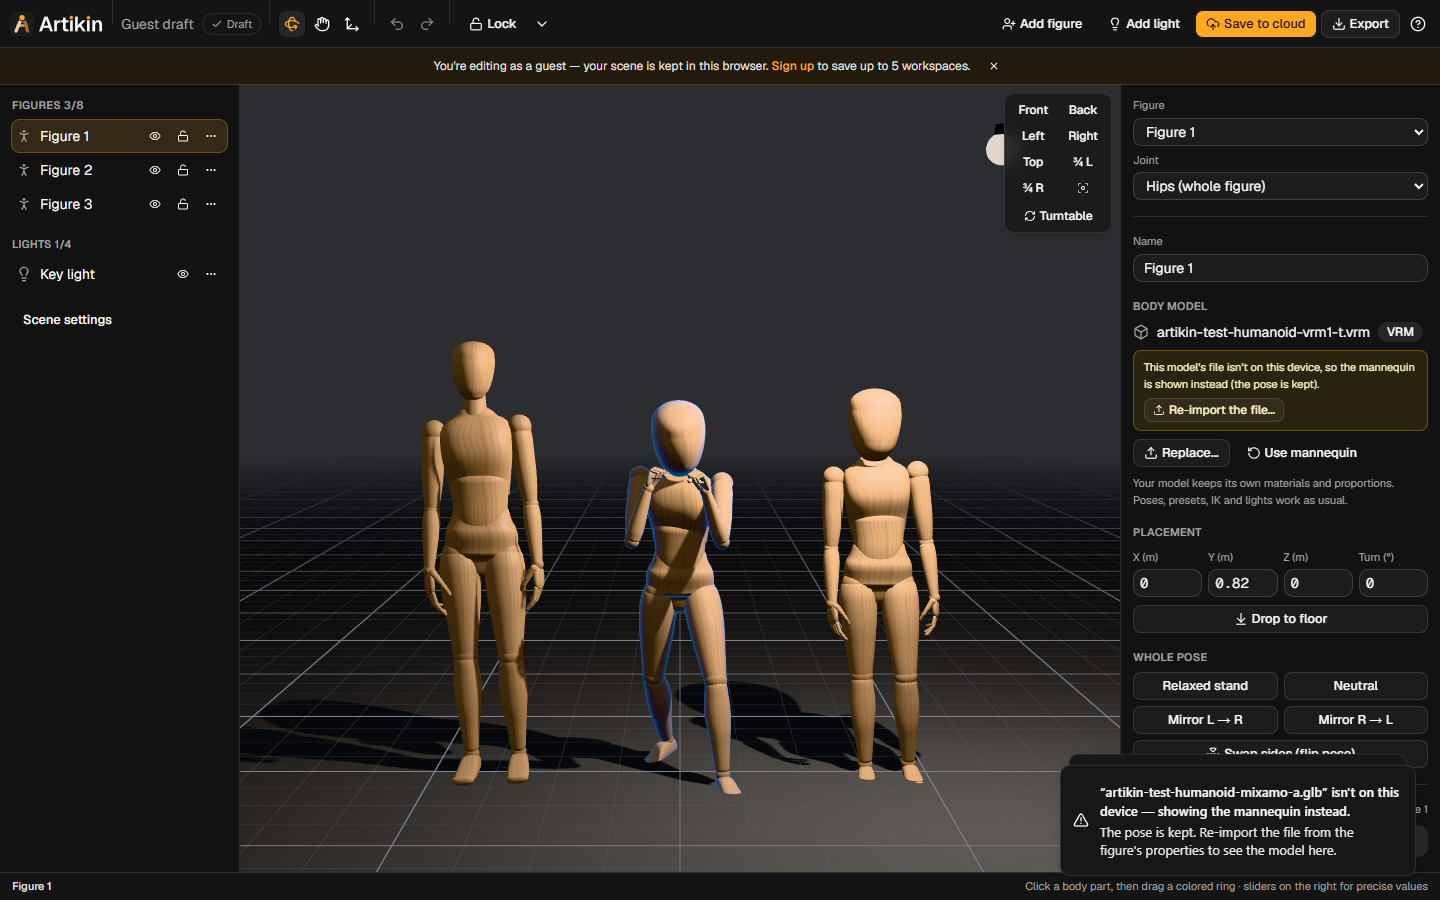 Artikin
Guest draft
Draft
Lock
Add figure
Add light
Save to cloud
Export
You're editing as a guest — your scene is kept in this browser. Sign up to save up to 5 workspaces.
FIGURES 3/8
Figure 1
Figure 2
Figure 3
LIGHTS 1/4
Key light
Scene settings
Front Back
Left Right
Top ¾ L
¾ R
Turntable
Figure
Figure 1
Joint
Hips (whole figure)
Name
Figure 1
BODY MODEL
artikin-test-humanoid-vrm1-t.vrm VRM
This model's file isn't on this device, so the mannequin
is shown instead (the pose is kept).
Re-import the file...
Replace... Use mannequin
Your model keeps its own materials and proportions.
Poses, presets, IK and lights work as usual.
PLACEMENT
X (m) Y (m) Z (m) Turn (°)
0 0.82 0 0
Drop to floor
WHOLE POSE
Relaxed stand Neutral
Mirror L → R Mirror R → L
Swap sides (flip pose)
"artikin-test-humanoid-mixamo-a.glb" isn't on this
device — showing the mannequin instead.
The pose is kept. Re-import the file from the
figure's properties to see the model here.
e 1
Figure 1
Click a body part, then drag a colored ring · sliders on the right for precise values